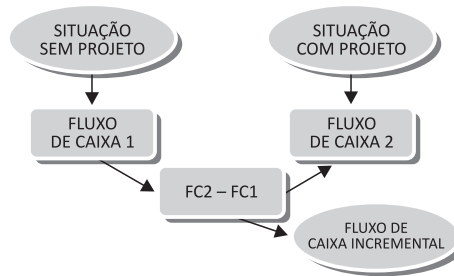 SITUAÇÃO
SEM PROJETO
SITUAÇÃO
COM PROJETO
FLUXO
DE CAIXA 1
FLUXO
DE CAIXA 2
FC2 – FC1
FLUXO DE
CAIXA INCREMENTAL